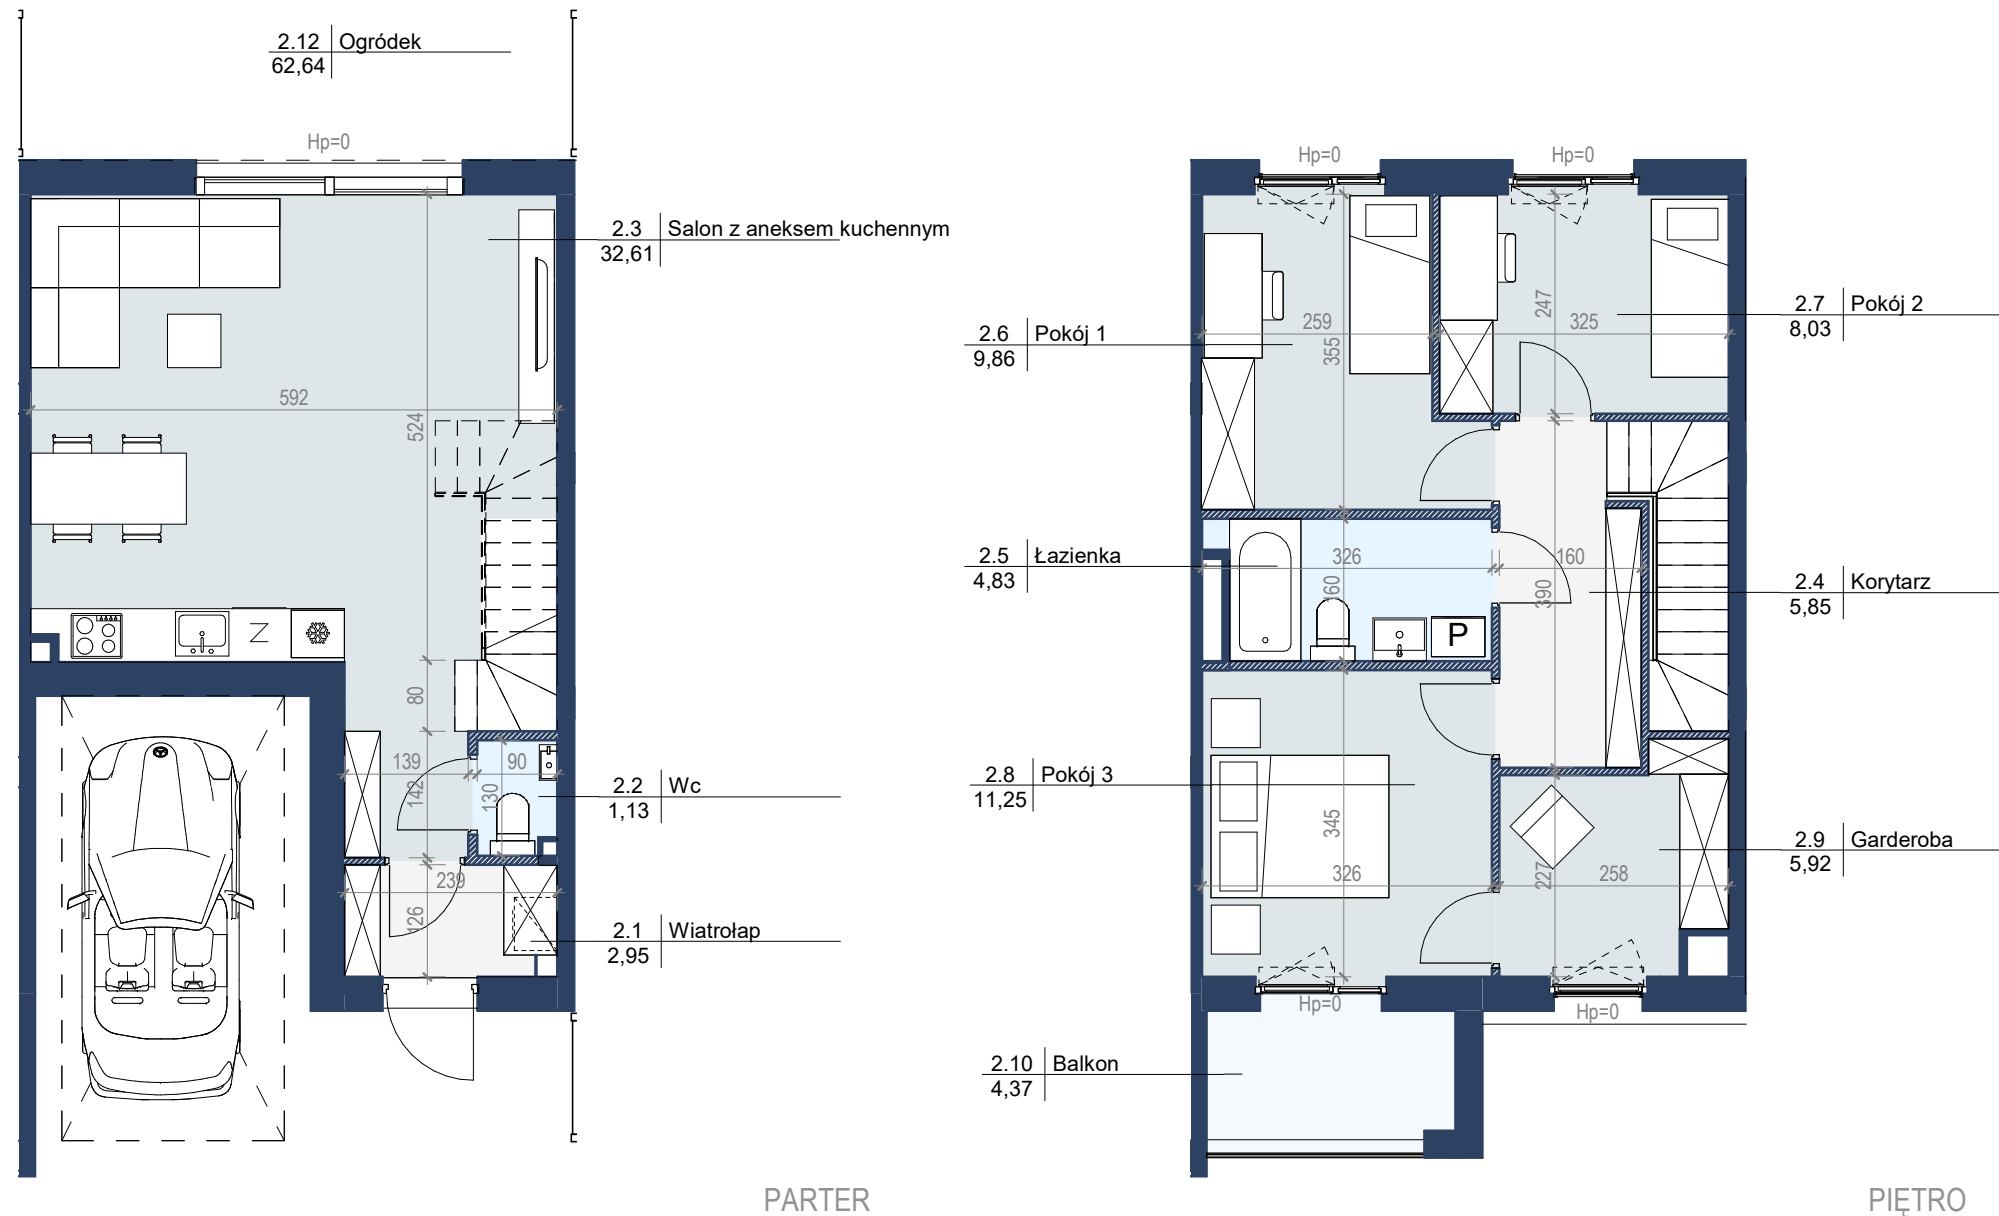 2.12 Ogródek
62,64
Hp=0
2.3 Salon z aneksem kuchennym
32,61
592
524
Z
80
139
142
90
130
2.2 Wc
1,13
239
126
2.1 Wiatrołap
2,95
PARTER
Hp=0
Hp=0
2.6 Pokój 1
9,86
259
355
247
325
2.7 Pokój 2
8,03
2.5 Łazienka
4,83
326
160
P
160
390
2.4 Korytarz
5,85
2.8 Pokój 3
11,25
345
326
227
258
2.9 Garderoba
5,92
Hp=0
Hp=0
2.10 Balkon
4,37
PIĘTRO